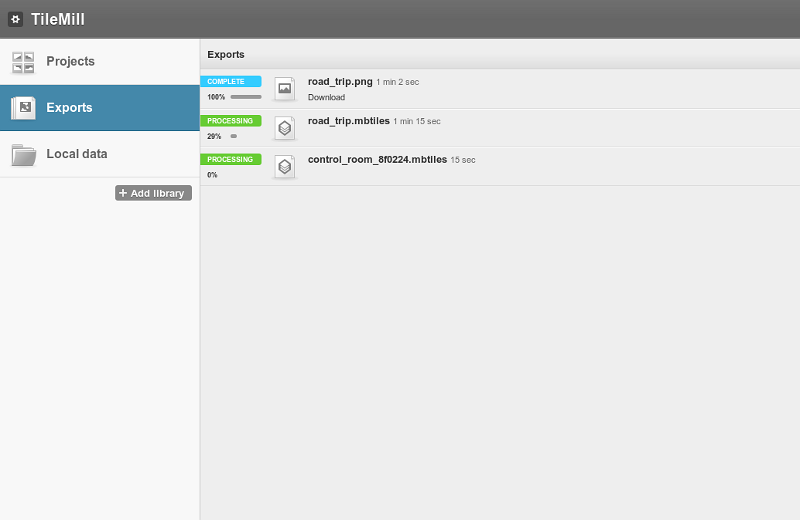 TileMill
Projects
Exports
Local data
+ Add library
Exports
COMPLETE
100%
road_trip.png 1 min 2 sec
Download
PROCESSING
29%
road_trip.mbtiles 1 min 15 sec
PROCESSING
0%
control_room_8f0224.mbtiles 15 sec